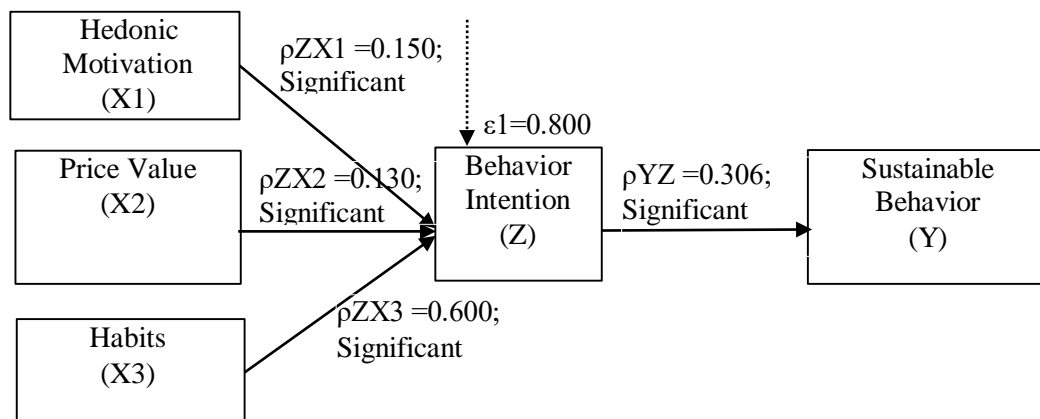 Hedonic
Motivation
(X1)
ρZX1 =0.150;
Significant
ε1=0.800
Price Value
(X2)
ρZX2 =0.130;
Significant
Behavior
Intention
(Z)
ρYZ =0.306;
Significant
Sustainable
Behavior
(Y)
ρZX3 =0.600;
Significant
Habits
(X3)